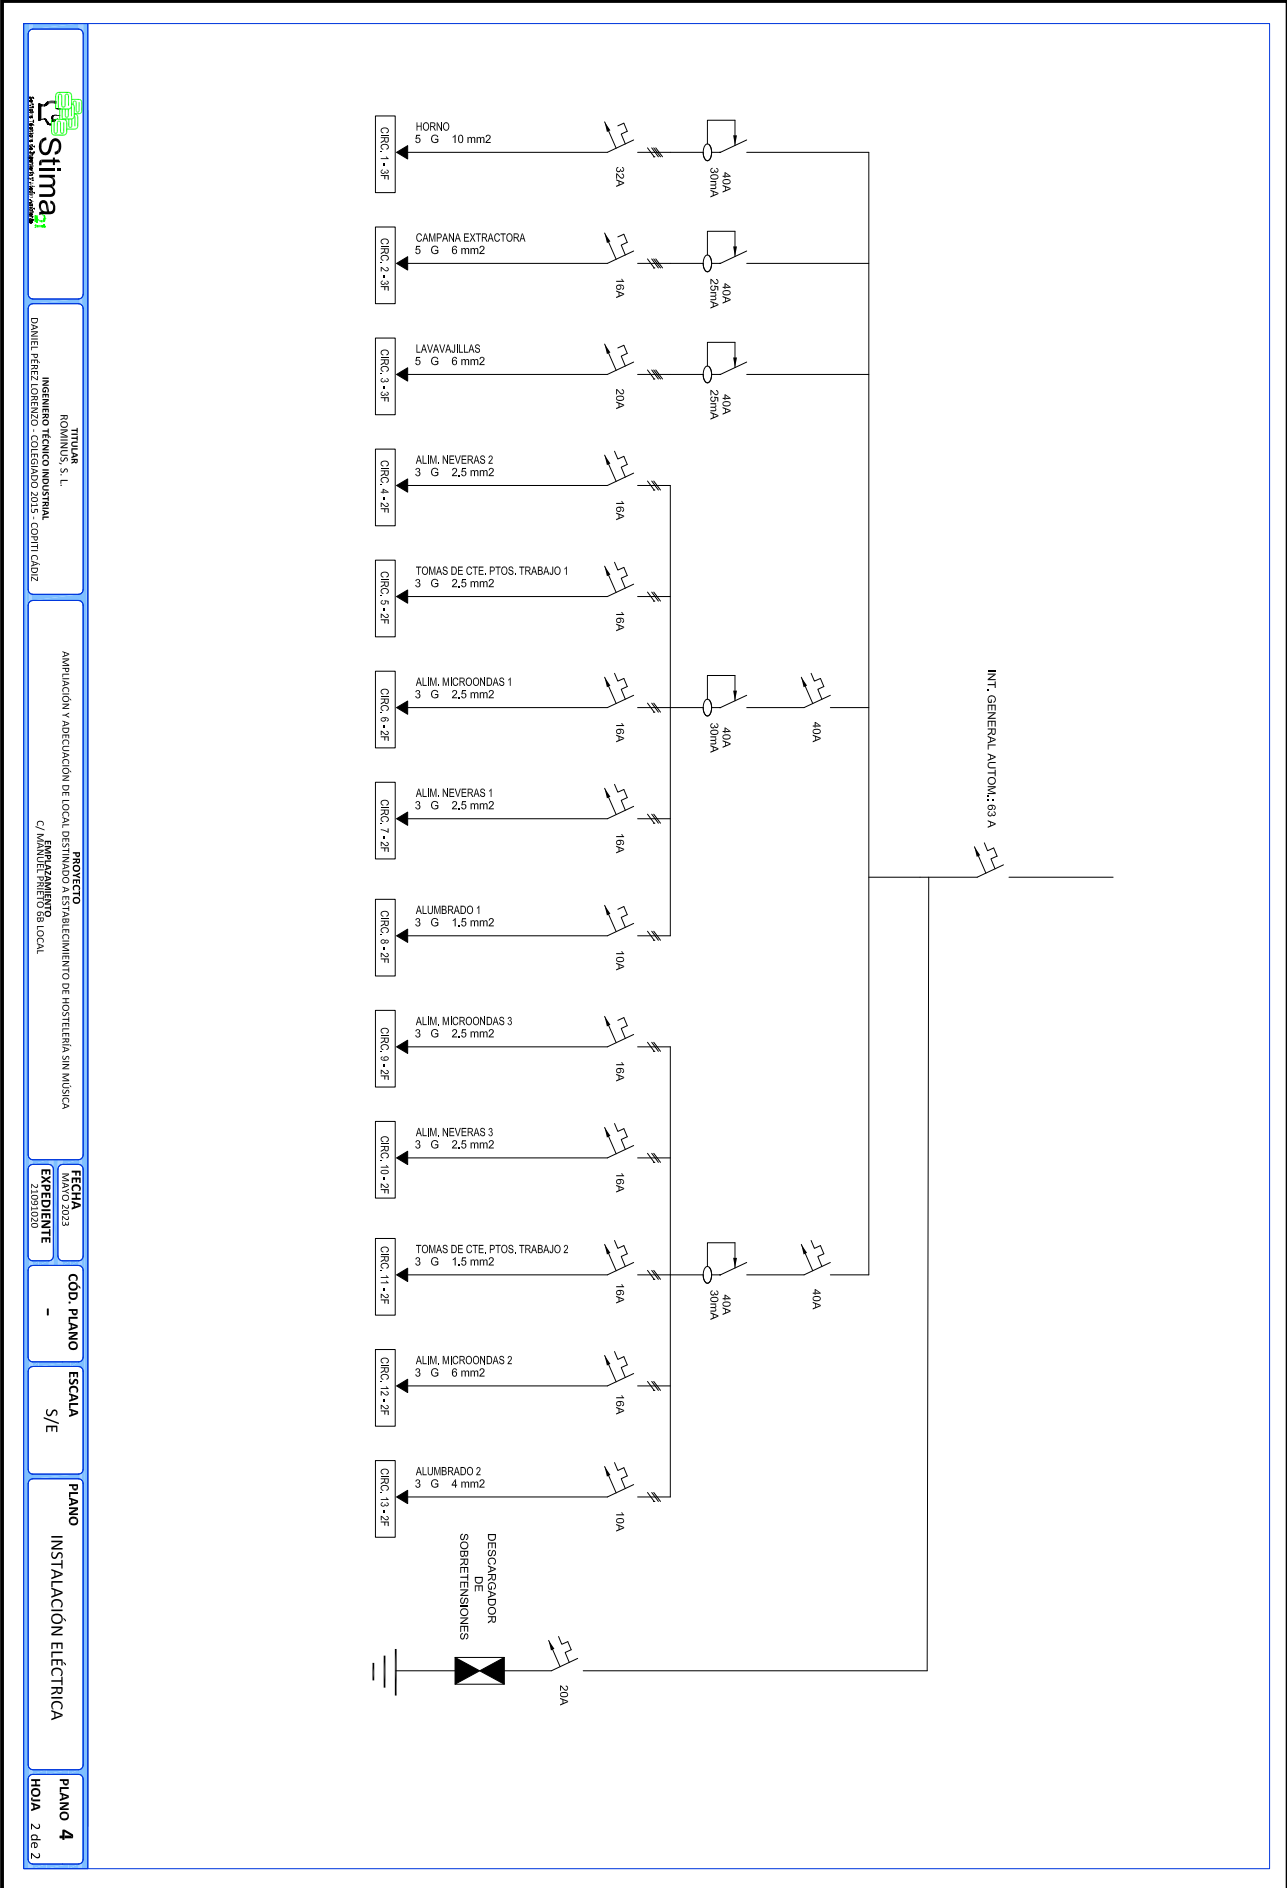 INT. GENERAL AUTOM.: 63 A
40A
30mA
32A
HORNO
5 G 10 mm2
CIRC. 1 - 3F
40A
25mA
16A
CAMPANA EXTRACTORA
5 G 6 mm2
CIRC. 2 - 3F
40A
25mA
20A
LAVAVAJILLAS
5 G 6 mm2
CIRC. 3 - 3F
16A
ALIM. NEVERAS 2
3 G 2.5 mm2
CIRC. 4 - 2F
16A
TOMAS DE CTE. PTOS. TRABAJO 1
3 G 2.5 mm2
CIRC. 5 - 2F
40A
40A
30mA
16A
ALIM. MICROONDAS 1
3 G 2.5 mm2
CIRC. 6 - 2F
16A
ALIM. NEVERAS 1
3 G 2.5 mm2
CIRC. 7 - 2F
10A
ALUMBRADO 1
3 G 1.5 mm2
CIRC. 8 - 2F
16A
ALIM. MICROONDAS 3
3 G 2.5 mm2
CIRC. 9 - 2F
16A
ALIM. NEVERAS 3
3 G 2.5 mm2
CIRC. 10 - 2F
40A
40A
30mA
16A
TOMAS DE CTE. PTOS. TRABAJO 2
3 G 1.5 mm2
CIRC. 11 - 2F
16A
ALIM. MICROONDAS 2
3 G 6 mm2
CIRC. 12 - 2F
10A
ALUMBRADO 2
3 G 4 mm2
CIRC. 13 - 2F
20A
DESCARGADOR
DE
SOBRETENSIONES
Stima21
TITULAR
ROMINUS, S. L.
INGENIERO TÉCNICO INDUSTRIAL
DANIEL PÉREZ LORENZO - COLEGIADO 2015 - COPITI CÁDIZ
PROYECTO
AMPLIACIÓN Y ADECUACIÓN DE LOCAL DESTINADO A ESTABLECIMIENTO DE HOSTELERÍA SIN MÚSICA
EMPLAZAMIENTO
C/ MANUEL PRIETO 6B LOCAL
FECHA
MAYO 2023
EXPEDIENTE
21091020
CÓD. PLANO
-
ESCALA
S/E
PLANO
INSTALACIÓN ELÉCTRICA
PLANO 4
HOJA 2 de 2